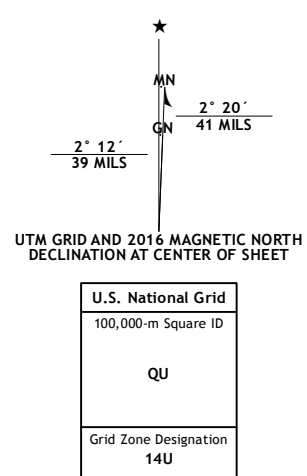 ★
MN
GN
2° 20´
41 MILS
2° 12´
39 MILS
UTM GRID AND 2016 MAGNETIC NORTH
DECLINATION AT CENTER OF SHEET
U.S. National Grid
100,000-m Square ID
QU
Grid Zone Designation
14U